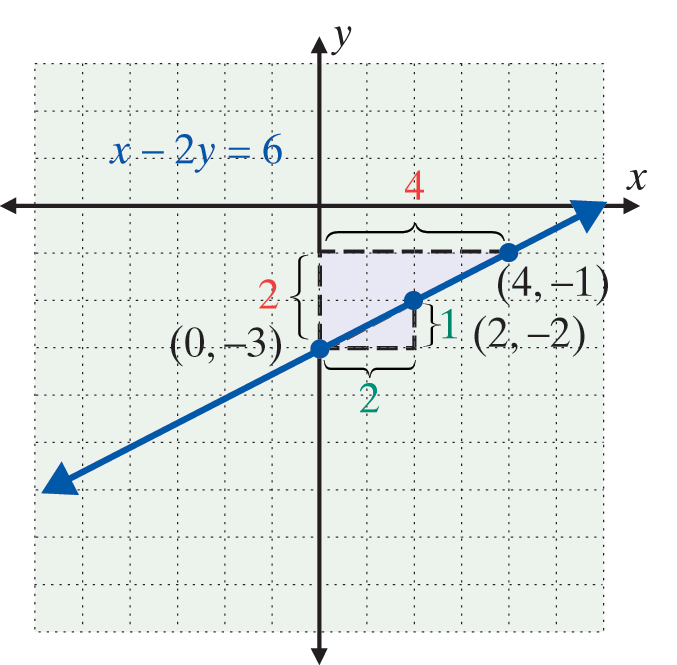 y
x − 2y = 6
x
4
(4, −1)
2
1
(2, −2)
(0, −3)
2